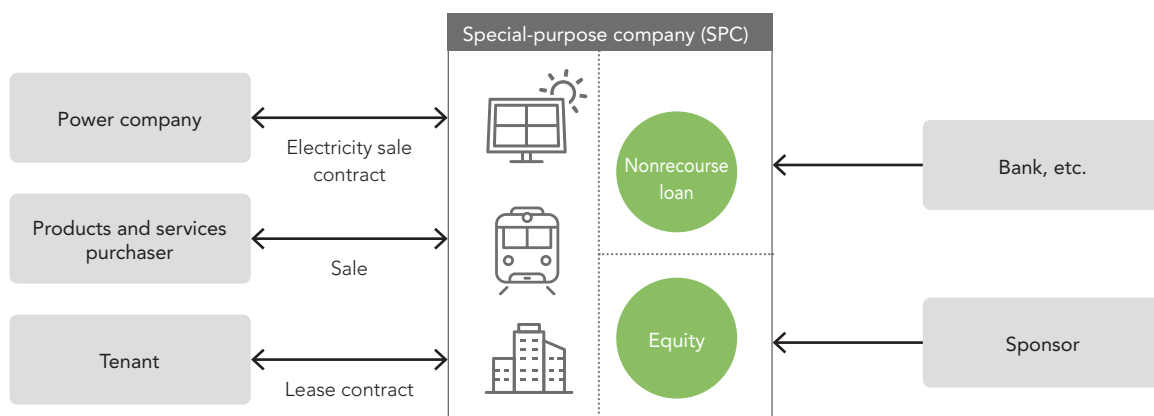 Special-purpose company (SPC)
Power company
Electricity sale
contract
Products and services
purchaser
Sale
Tenant
Lease contract
Nonrecourse
loan
Equity
Bank, etc.
Sponsor